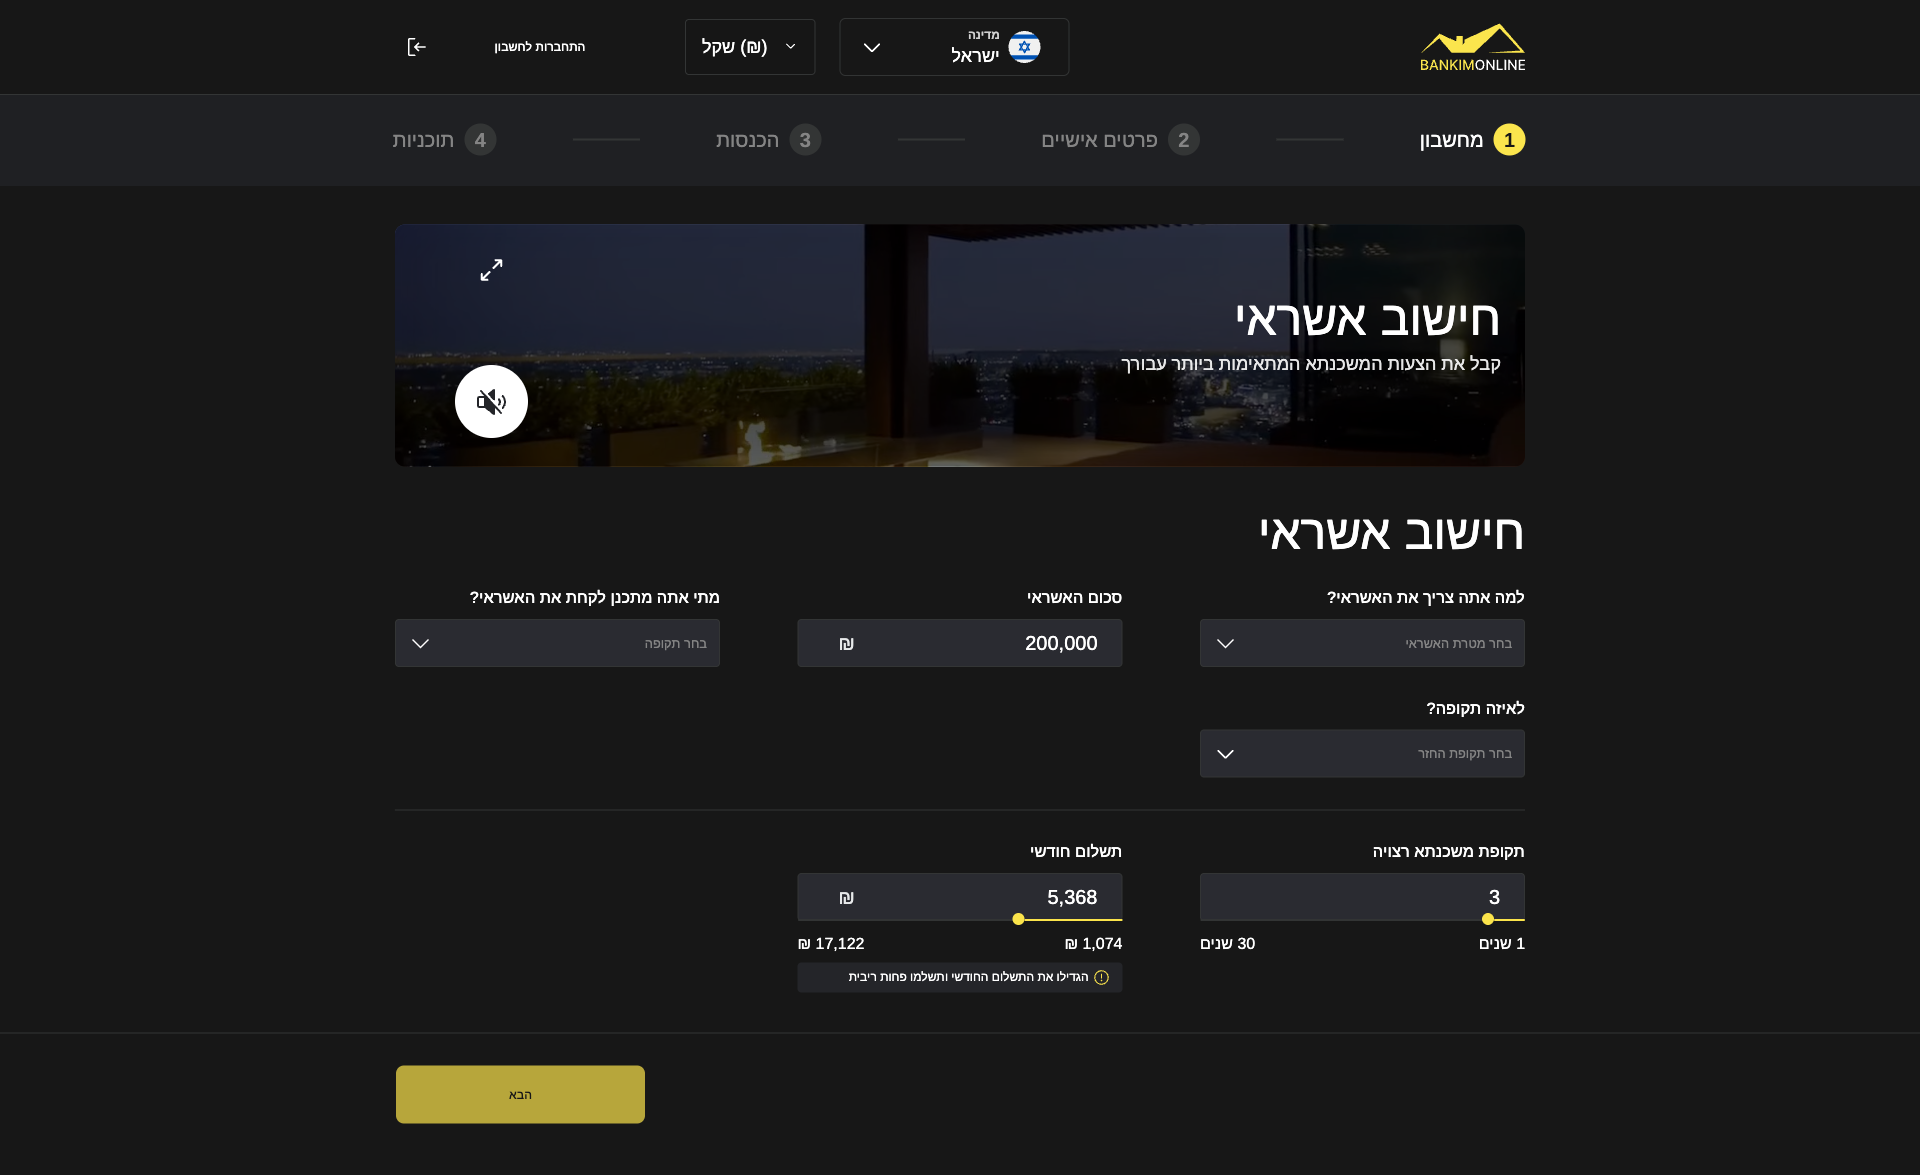 BANKIMONLINE
מדינה
ישראל
(₪) שקל
התחברות לחשבון
1 מחשבון
2 פרטים אישיים
3 הכנסות
4 תוכניות
חישוב אשראי
קבל את הצעות המשכנתא המתאימות ביותר עבורך
חישוב אשראי
למה אתה צריך את האשראי?
בחר מטרת האשראי
סכום האשראי
200,000 ₪
מתי אתה מתכנן לקחת את האשראי?
בחר תקופה
לאיזה תקופה?
בחר תקופת החזר
תקופת משכנתא רצויה
3
1 שנים
30 שנים
תשלום חודשי
5,368 ₪
1,074 ₪
17,122 ₪
הגדילו את התשלום החודשי ותשלמו פחות ריבית
הבא